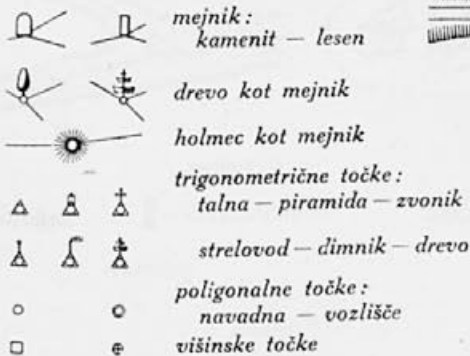 mejnik :
kamenit — lesen
drevo kot mejnik
holmec kot mejnik
trigonometrične točke :
talna — piramida — zvonik
strelovod — dimnik — drevo
poligonalne točke :
navadna — vozlišče
višinske točke